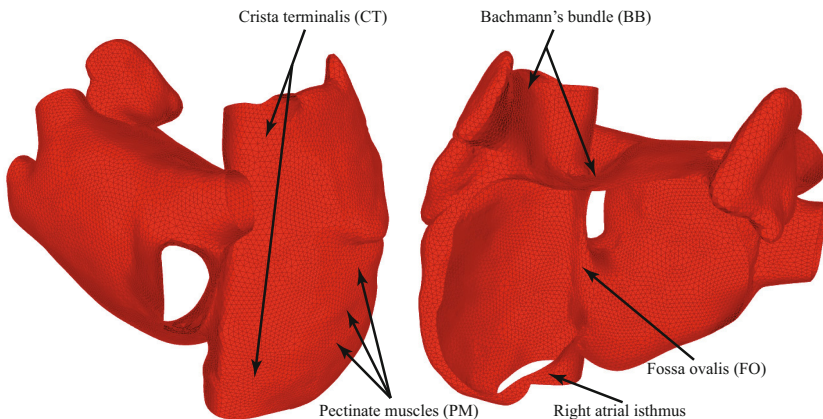 Crista terminalis (CT)
Bachmann’s bundle (BB)
Fossa ovalis (FO)
Pectinate muscles (PM)
Right atrial isthmus